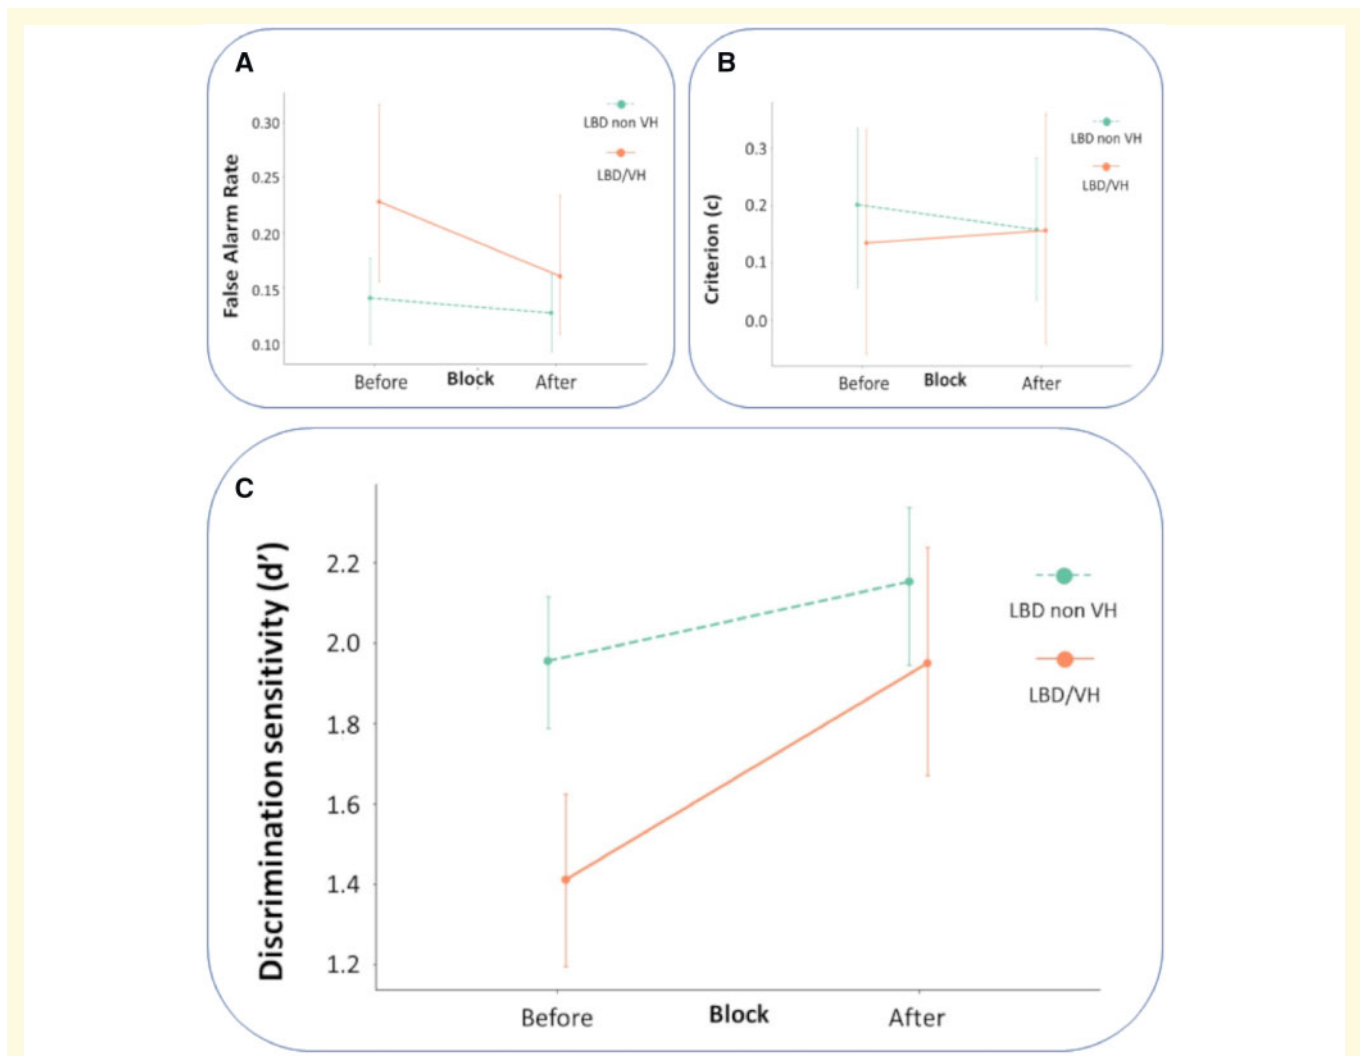 A
False Alarm Rate
0.30
0.25
0.20
0.15
0.10
Before
Block
After
LBD non VH
LBD/VH
B
Criterion (c)
0.3
0.2
0.1
0.0
Before
Block
After
LBD non VH
LBD/VH
C
Discrimination sensitivity (d′)
2.2
2.0
1.8
1.6
1.4
1.2
Before
Block
After
LBD non VH
LBD/VH